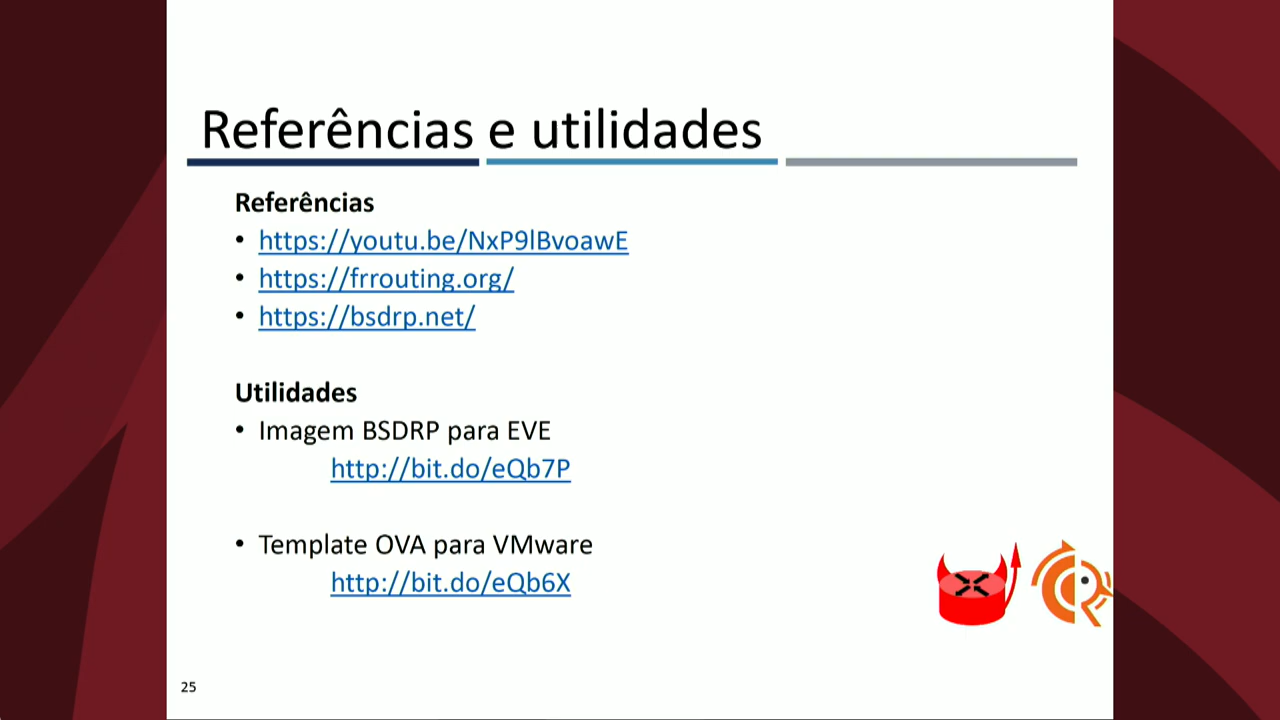 Referências e utilidades
Referências
• https://youtu.be/NxP9lBvoawE
• https://frrouting.org/
• https://bsdrp.net/
Utilidades
• Imagem BSDRP para EVE
http://bit.do/eQb7P
• Template OVA para VMware
http://bit.do/eQb6X
25